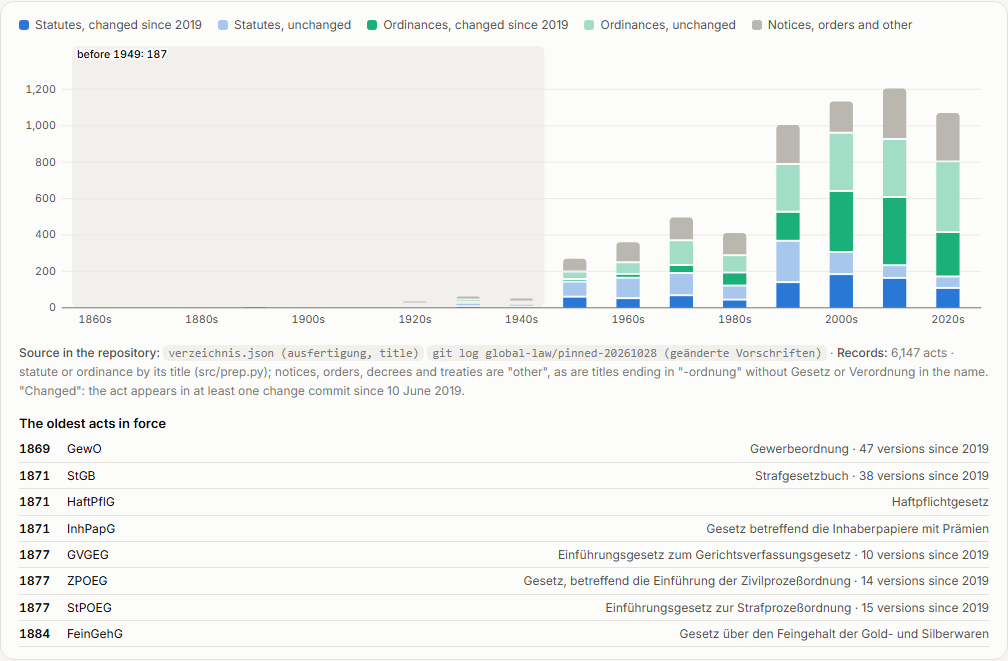 Statutes, changed since 2019 Statutes, unchanged Ordinances, changed since 2019 Ordinances, unchanged Notices, orders and other
before 1949: 187
1,200
1,000
800
600
400
200
0
1860s 1880s 1900s 1920s 1940s 1960s 1980s 2000s 2020s
Source in the repository: verzeichnis.json (ausfertigung, title) git log global-law/pinned-20261028 (geänderte Vorschriften) · Records: 6,147 acts ·
statute or ordinance by its title (src/prep.py); notices, orders, decrees and treaties are "other", as are titles ending in "-ordnung" without Gesetz or Verordnung in the name.
"Changed": the act appears in at least one change commit since 10 June 2019.
The oldest acts in force
1869 GewO Gewerbeordnung · 47 versions since 2019
1871 StGB Strafgesetzbuch · 38 versions since 2019
1871 HaftPflG Haftpflichtgesetz
1871 InhPapG Gesetz betreffend die Inhaberpapiere mit Prämien
1877 GVGEG Einführungsgesetz zum Gerichtsverfassungsgesetz · 10 versions since 2019
1877 ZPOEG Gesetz, betreffend die Einführung der Zivilprozeßordnung · 14 versions since 2019
1877 StPOEG Einführungsgesetz zur Strafprozeßordnung · 15 versions since 2019
1884 FeinGehG Gesetz über den Feingehalt der Gold- und Silberwaren